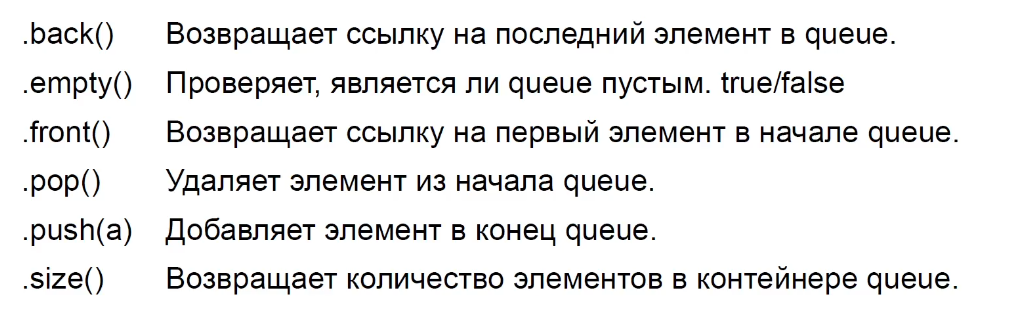 .back() Возвращает ссылку на последний элемент в queue.
.empty() Проверяет, является ли queue пустым. true/false
.front() Возвращает ссылку на первый элемент в начале queue.
.pop() Удаляет элемент из начала queue.
.push(a) Добавляет элемент в конец queue.
.size() Возвращает количество элементов в контейнере queue.